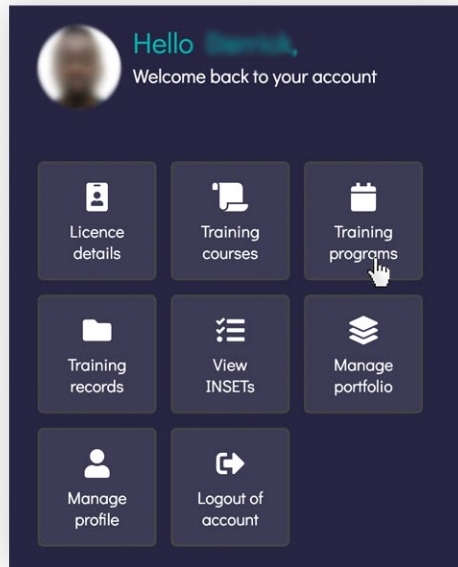 Hello
Welcome back to your account
Licence
details
Training
courses
Training
programs
Training
records
View
INSETs
Manage
portfolio
Manage
profile
Logout of
account